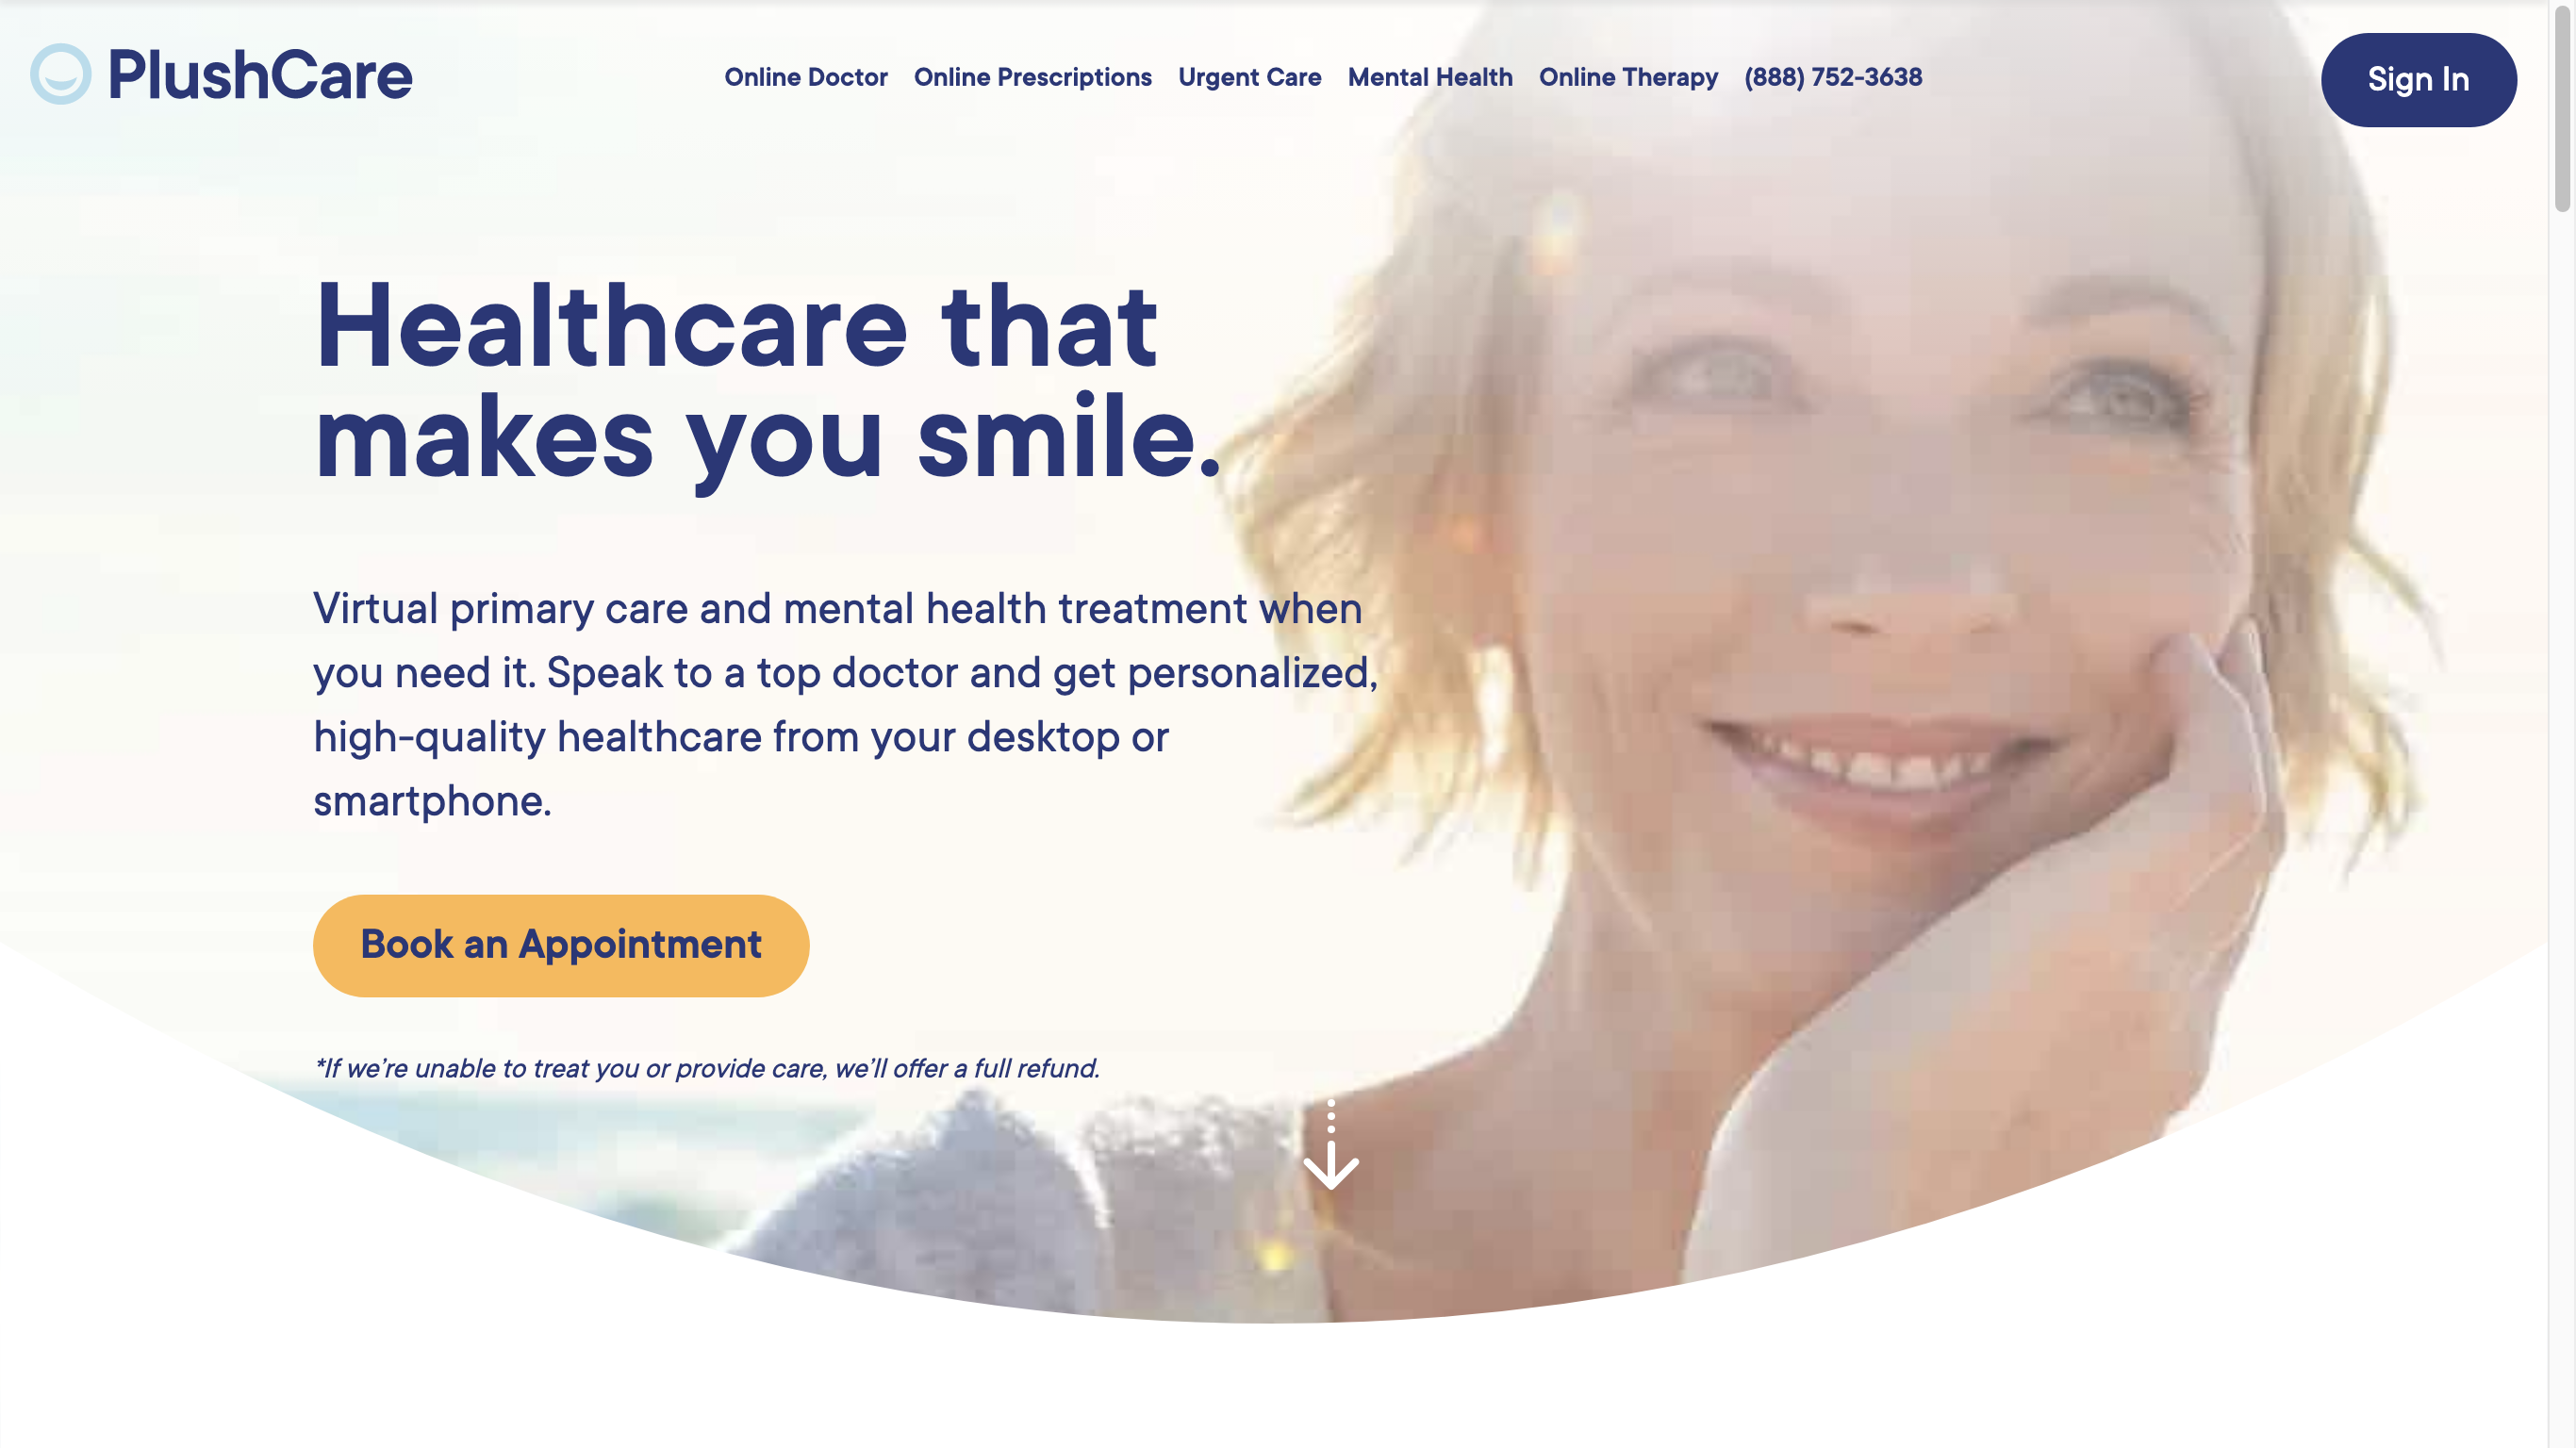 PlushCare
Online Doctor
Online Prescriptions
Urgent Care
Mental Health
Online Therapy
(888) 752-3638
Sign In
Healthcare that
makes you smile.
Virtual primary care and mental health treatment when
you need it. Speak to a top doctor and get personalized,
high-quality healthcare from your desktop or
smartphone.
Book an Appointment
*If we’re unable to treat you or provide care, we’ll offer a full refund.